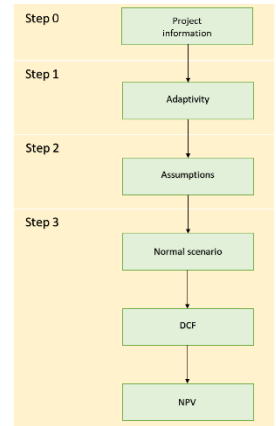 Step 0
Project
information
Step 1
Adaptivity
Step 2
Assumptions
Step 3
Normal scenario
DCF
NPV